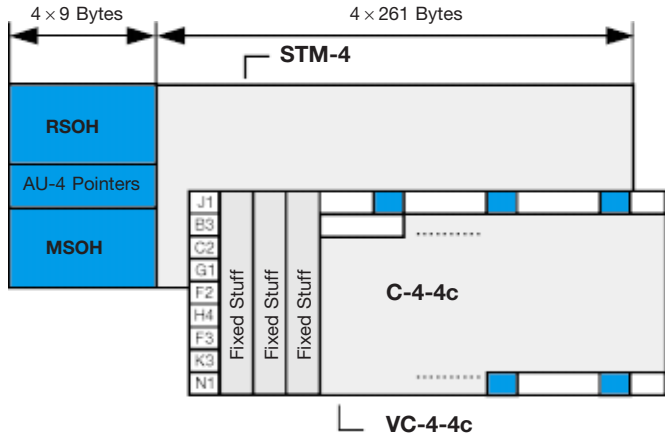 4 × 9 Bytes
4 × 261 Bytes
STM-4
RSOH
AU-4 Pointers
MSOH
J1
B3
C2
G1
F2
H4
F3
K3
N1
Fixed Stuff
Fixed Stuff
Fixed Stuff
C-4-4c
VC-4-4c